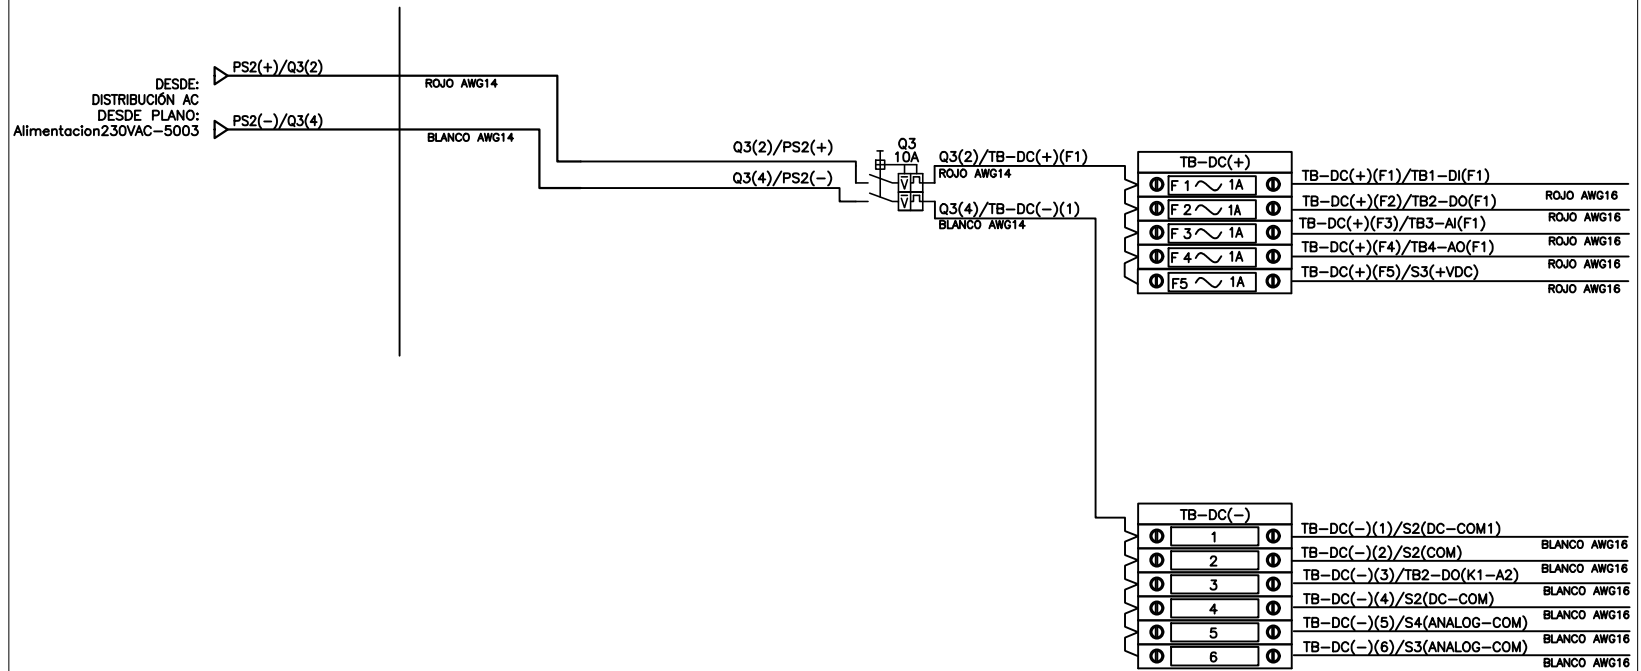 PS2(+)/Q3(2)
ROJO AWG14
DESDE:
DISTRIBUCIÓN AC
DESDE PLANO:
Alimentacion230VAC-5003
PS2(-)/Q3(4)
BLANCO AWG14
Q3(2)/PS2(+)
Q3(4)/PS2(-)
Q3
10A
Q3(2)/TB-DC(+)(F1)
ROJO AWG14
Q3(4)/TB-DC(-)(1)
BLANCO AWG14
TB-DC(+)
F 1 1A
F 2 1A
F 3 1A
F 4 1A
F5 1A
TB-DC(+)(F1)/TB1-DI(F1)
ROJO AWG16
TB-DC(+)(F2)/TB2-DO(F1)
ROJO AWG16
TB-DC(+)(F3)/TB3-AI(F1)
ROJO AWG16
TB-DC(+)(F4)/TB4-AO(F1)
ROJO AWG16
TB-DC(+)(F5)/S3(+VDC)
ROJO AWG16
TB-DC(-)
1
2
3
4
5
6
TB-DC(-)(1)/S2(DC-COM1)
BLANCO AWG16
TB-DC(-)(2)/S2(COM)
BLANCO AWG16
TB-DC(-)(3)/TB2-DO(K1-A2)
BLANCO AWG16
TB-DC(-)(4)/S2(DC-COM)
BLANCO AWG16
TB-DC(-)(5)/S4(ANALOG-COM)
BLANCO AWG16
TB-DC(-)(6)/S3(ANALOG-COM)
BLANCO AWG16